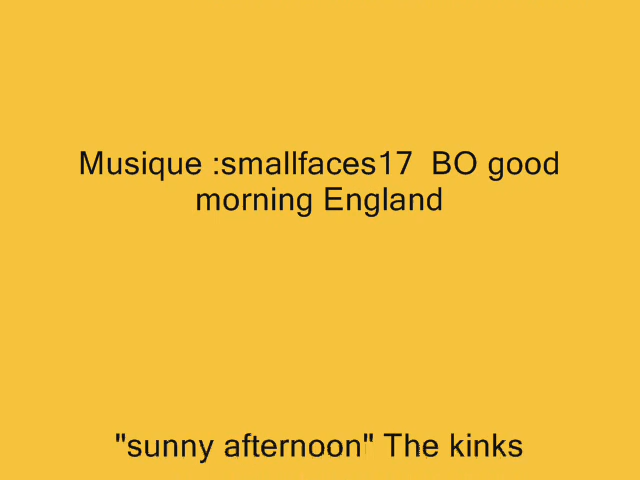 Musique :smallfaces17  BO good
morning England
"sunny afternoon" The kinks